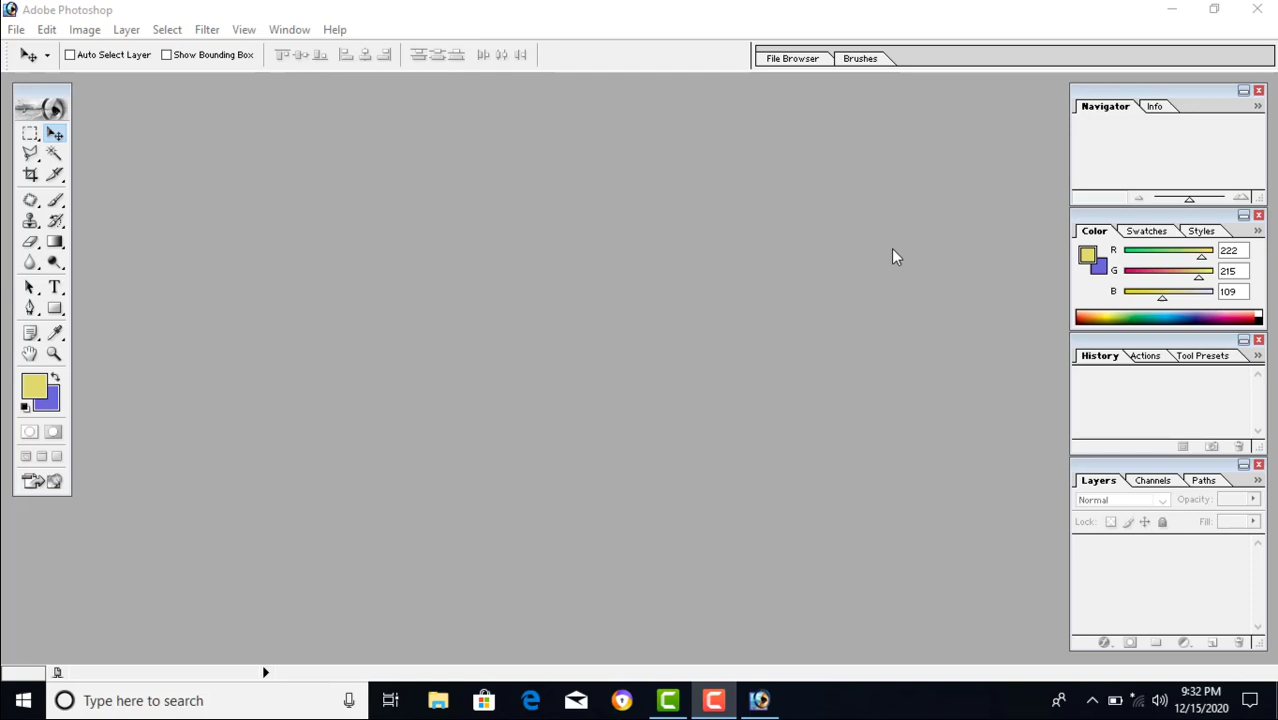 Adobe Photoshop
File Edit Image Layer Select Filter View Window Help
Auto Select Layer Show Bounding Box File Browser Brushes
Navigator Info
Color Swatches Styles
R 222
G 215
B 109
History Actions Tool Presets
Layers Channels Paths
Normal Opacity:
Lock: Fill:
Type here to search
9:32 PM
12/15/2020